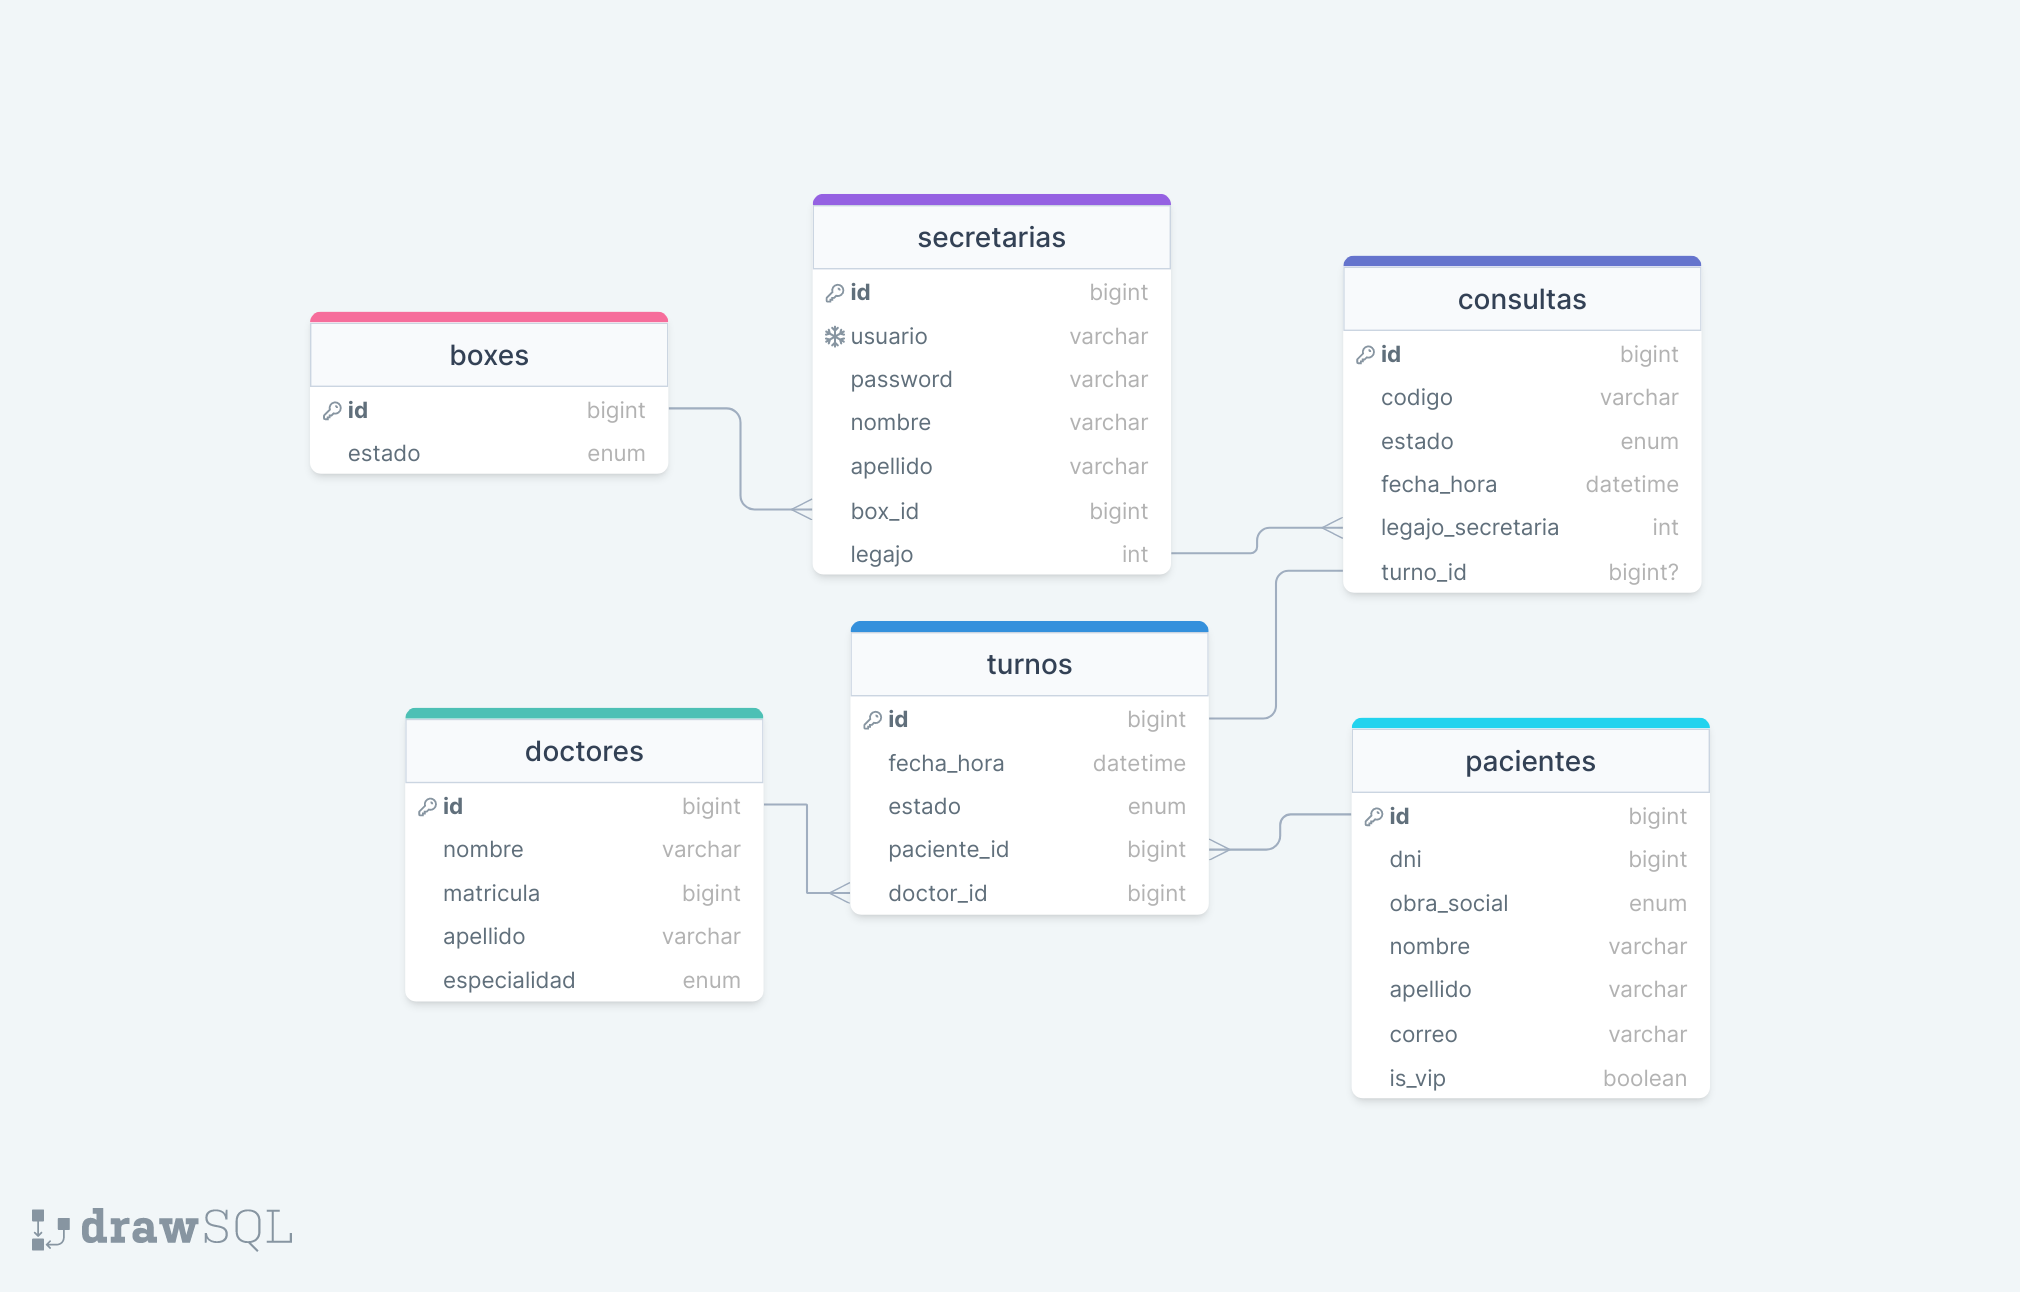 secretarias
id bigint
usuario varchar
password varchar
nombre varchar
apellido varchar
box_id bigint
legajo int
consultas
id bigint
codigo varchar
estado enum
fecha_hora datetime
legajo_secretaria int
turno_id bigint?
boxes
id bigint
estado enum
turnos
id bigint
fecha_hora datetime
estado enum
paciente_id bigint
doctor_id bigint
doctores
id bigint
nombre varchar
matricula bigint
apellido varchar
especialidad enum
pacientes
id bigint
dni bigint
obra_social enum
nombre varchar
apellido varchar
correo varchar
is_vip boolean
drawSQL